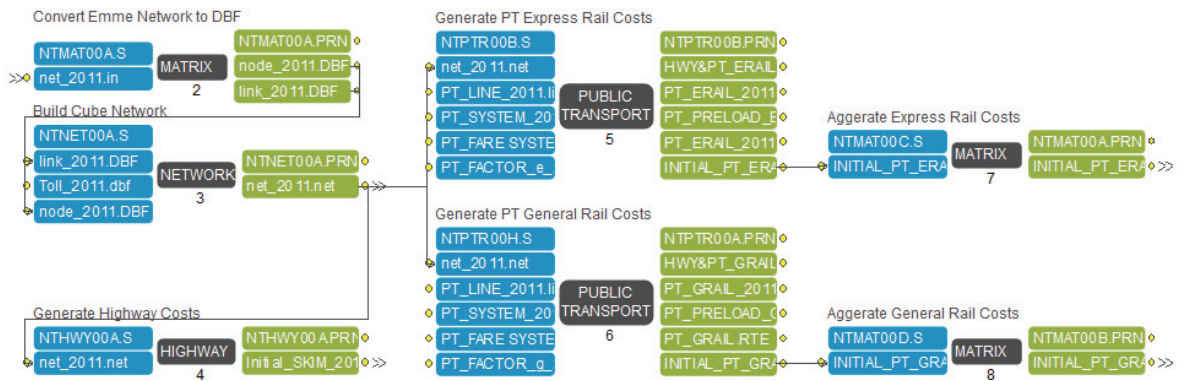 Convert Emme Network to DBF
NTMAT00A.S
net_2011.in
MATRIX
2
NTMAT00A.PRN
node_2011.DBF
link_2011.DBF
Build Cube Network
NTNET00A.S
link_2011.DBF
Toll_2011.dbf
node_2011.DBF
NETWORK
3
NTNET00A.PRN
net_2011.net
Generate Highway Costs
NTHWY00A.S
net_2011.net
HIGHWAY
4
NTHWY00A.PRN
Initial_SKIM_201
Generate PT Express Rail Costs
NTPTR00B.S
net_2011.net
PT_LINE_2011.li
PT_SYSTEM_20
PT_FARE SYSTE
PT_FACTOR_e_
PUBLIC
TRANSPORT
5
NTPTR00B.PRN
HWY&PT_ERAIL
PT_ERAIL_2011
PT_PRELOAD_E
PT_ERAIL_2011
INITIAL_PT_ERA
Generate PT General Rail Costs
NTPTR00H.S
net_2011.net
PT_LINE_2011.li
PT_SYSTEM_20
PT_FARE SYSTE
PT_FACTOR_g_
PUBLIC
TRANSPORT
6
NTPTR00A.PRN
HWY&PT_GRAIL
PT_GRAIL_2011
PT_PRELOAD_G
PT_GRAIL.RTE
INITIAL_PT_GRA
Aggerate Express Rail Costs
NTMAT00C.S
INITIAL_PT_ERA
MATRIX
7
NTMAT00A.PRN
INITIAL_PT_ERA
Aggerate General Rail Costs
NTMAT00D.S
INITIAL_PT_GRA
MATRIX
8
NTMAT00B.PRN
INITIAL_PT_GRA